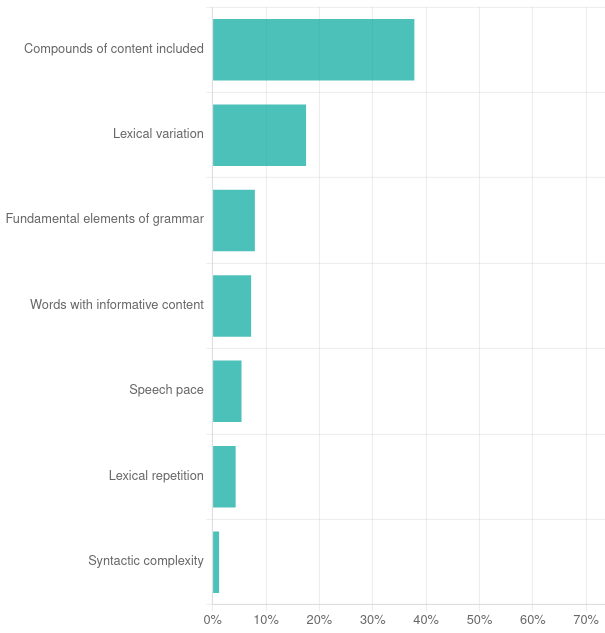 Compounds of content included
Lexical variation
Fundamental elements of grammar
Words with informative content
Speech pace
Lexical repetition
Syntactic complexity
0% 10% 20% 30% 40% 50% 60% 70%